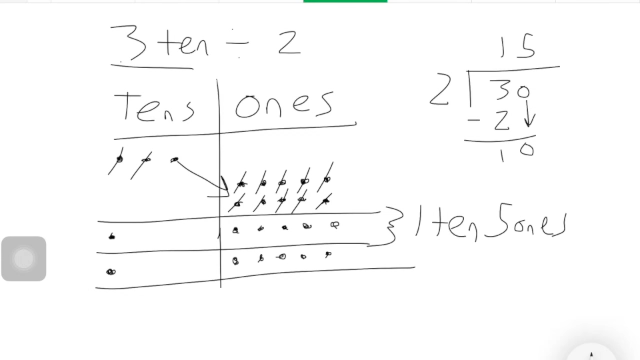 3 ten ÷ 2
tens ones
1 ten 5 ones
15
2 30
- 2
10